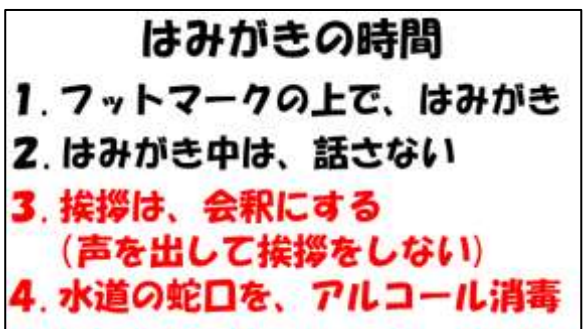 はみがきの時間
1.フットマークの上で、はみがき
2.はみがき中は、話さない
3.挨拶は、会釈にする
(声を出して挨拶をしない)
4.水道の蛇口を、アルコール消毒